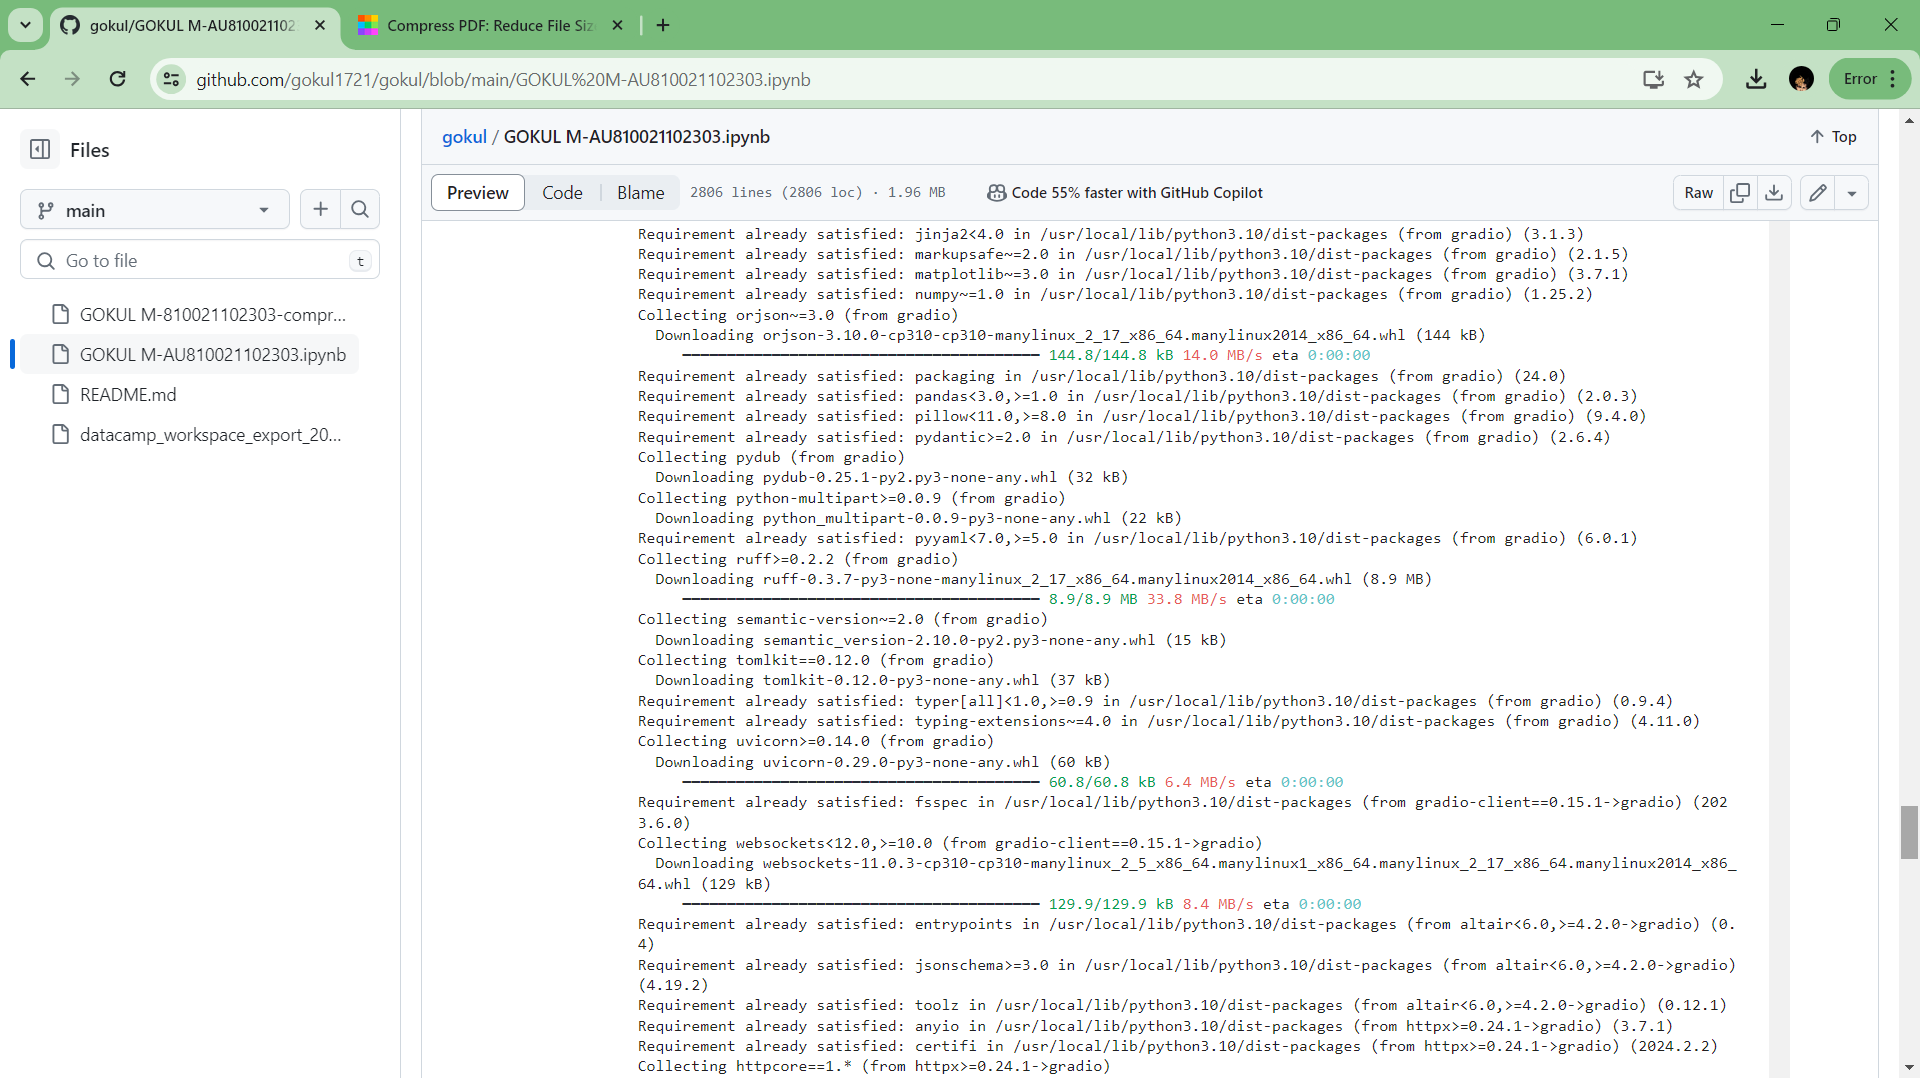 gokul/GOKUL M-AU810021102
Compress PDF: Reduce File Siz
github.com/gokul1721/gokul/blob/main/GOKUL%20M-AU810021102303.ipynb
Error
Files
main
Go to file
t
GOKUL M-810021102303-compr...
GOKUL M-AU810021102303.ipynb
README.md
datacamp_workspace_export_20...
gokul / GOKUL M-AU810021102303.ipynb
Top
Preview Code Blame 2806 lines (2806 loc) · 1.96 MB Code 55% faster with GitHub Copilot Raw
Requirement already satisfied: jinja2<4.0 in /usr/local/lib/python3.10/dist-packages (from gradio) (3.1.3)
Requirement already satisfied: markupsafe~=2.0 in /usr/local/lib/python3.10/dist-packages (from gradio) (2.1.5)
Requirement already satisfied: matplotlib~=3.0 in /usr/local/lib/python3.10/dist-packages (from gradio) (3.7.1)
Requirement already satisfied: numpy~=1.0 in /usr/local/lib/python3.10/dist-packages (from gradio) (1.25.2)
Collecting orjson~=3.0 (from gradio)
Downloading orjson-3.10.0-cp310-cp310-manylinux_2_17_x86_64.manylinux2014_x86_64.whl (144 kB)
144.8/144.8 kB 14.0 MB/s eta 0:00:00
Requirement already satisfied: packaging in /usr/local/lib/python3.10/dist-packages (from gradio) (24.0)
Requirement already satisfied: pandas<3.0,>=1.0 in /usr/local/lib/python3.10/dist-packages (from gradio) (2.0.3)
Requirement already satisfied: pillow<11.0,>=8.0 in /usr/local/lib/python3.10/dist-packages (from gradio) (9.4.0)
Requirement already satisfied: pydantic>=2.0 in /usr/local/lib/python3.10/dist-packages (from gradio) (2.6.4)
Collecting pydub (from gradio)
Downloading pydub-0.25.1-py2.py3-none-any.whl (32 kB)
Collecting python-multipart>=0.0.9 (from gradio)
Downloading python_multipart-0.0.9-py3-none-any.whl (22 kB)
Requirement already satisfied: pyyaml<7.0,>=5.0 in /usr/local/lib/python3.10/dist-packages (from gradio) (6.0.1)
Collecting ruff>=0.2.2 (from gradio)
Downloading ruff-0.3.7-py3-none-manylinux_2_17_x86_64.manylinux2014_x86_64.whl (8.9 MB)
8.9/8.9 MB 33.8 MB/s eta 0:00:00
Collecting semantic-version~=2.0 (from gradio)
Downloading semantic_version-2.10.0-py2.py3-none-any.whl (15 kB)
Collecting tomlkit==0.12.0 (from gradio)
Downloading tomlkit-0.12.0-py3-none-any.whl (37 kB)
Requirement already satisfied: typer[all]<1.0,>=0.9 in /usr/local/lib/python3.10/dist-packages (from gradio) (0.9.4)
Requirement already satisfied: typing-extensions~=4.0 in /usr/local/lib/python3.10/dist-packages (from gradio) (4.11.0)
Collecting uvicorn>=0.14.0 (from gradio)
Downloading uvicorn-0.29.0-py3-none-any.whl (60 kB)
60.8/60.8 kB 6.4 MB/s eta 0:00:00
Requirement already satisfied: fsspec in /usr/local/lib/python3.10/dist-packages (from gradio-client==0.15.1->gradio) (202
3.6.0)
Collecting websockets<12.0,>=10.0 (from gradio-client==0.15.1->gradio)
Downloading websockets-11.0.3-cp310-cp310-manylinux_2_5_x86_64.manylinux1_x86_64.manylinux_2_17_x86_64.manylinux2014_x86_
64.whl (129 kB)
129.9/129.9 kB 8.4 MB/s eta 0:00:00
Requirement already satisfied: entrypoints in /usr/local/lib/python3.10/dist-packages (from altair<6.0,>=4.2.0->gradio) (0.
4)
Requirement already satisfied: jsonschema>=3.0 in /usr/local/lib/python3.10/dist-packages (from altair<6.0,>=4.2.0->gradio)
(4.19.2)
Requirement already satisfied: toolz in /usr/local/lib/python3.10/dist-packages (from altair<6.0,>=4.2.0->gradio) (0.12.1)
Requirement already satisfied: anyio in /usr/local/lib/python3.10/dist-packages (from httpx>=0.24.1->gradio) (3.7.1)
Requirement already satisfied: certifi in /usr/local/lib/python3.10/dist-packages (from httpx>=0.24.1->gradio) (2024.2.2)
Collecting httpcore==1.* (from httpx>=0.24.1->gradio)